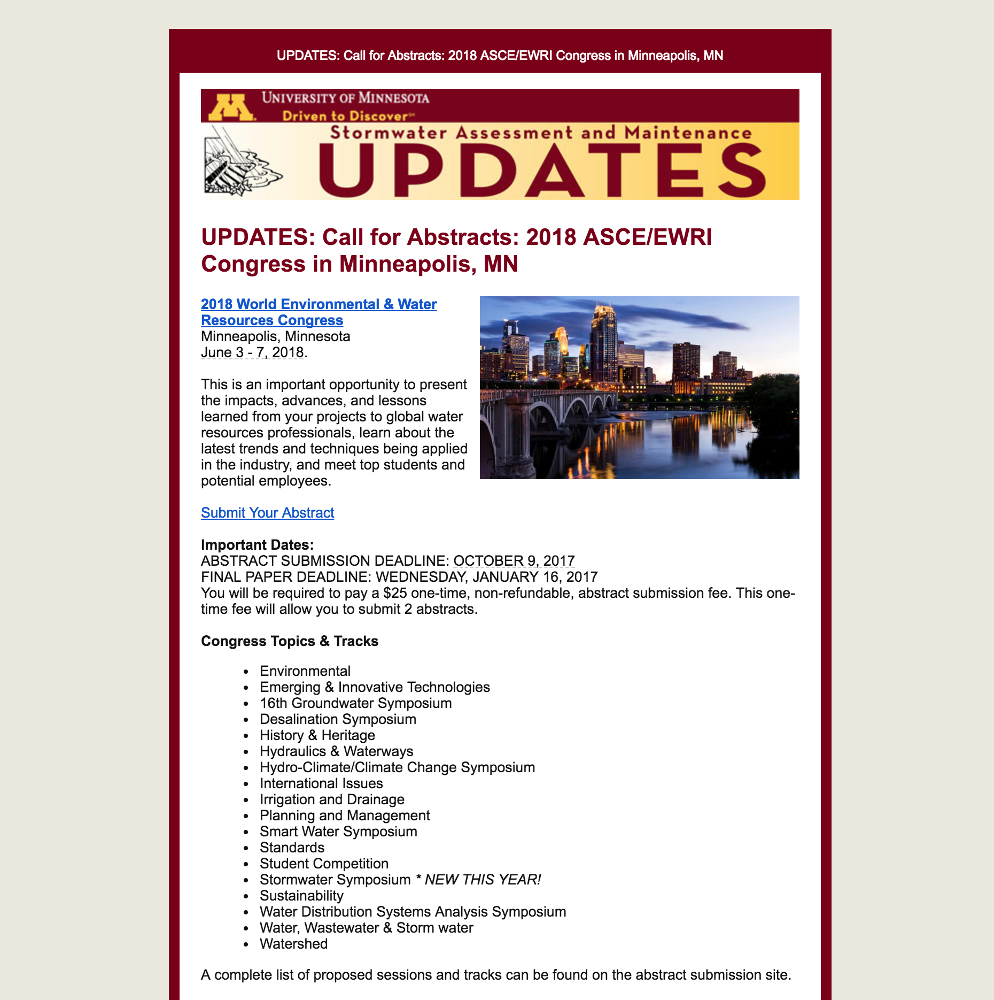 UPDATES: Call for Abstracts: 2018 ASCE/EWRI Congress in Minneapolis, MN
M
UNIVERSITY OF MINNESOTA
Driven to Discover℠
Stormwater Assessment and Maintenance
UPDATES
UPDATES: Call for Abstracts: 2018 ASCE/EWRI
Congress in Minneapolis, MN
2018 World Environmental & Water
Resources Congress
Minneapolis, Minnesota
June 3 - 7, 2018.
This is an important opportunity to present
the impacts, advances, and lessons
learned from your projects to global water
resources professionals, learn about the
latest trends and techniques being applied
in the industry, and meet top students and
potential employees.
Submit Your Abstract
Important Dates:
ABSTRACT SUBMISSION DEADLINE: OCTOBER 9, 2017
FINAL PAPER DEADLINE: WEDNESDAY, JANUARY 16, 2017
You will be required to pay a $25 one-time, non-refundable, abstract submission fee. This one-
time fee will allow you to submit 2 abstracts.
Congress Topics & Tracks
• Environmental
• Emerging & Innovative Technologies
• 16th Groundwater Symposium
• Desalination Symposium
• History & Heritage
• Hydraulics & Waterways
• Hydro-Climate/Climate Change Symposium
• International Issues
• Irrigation and Drainage
• Planning and Management
• Smart Water Symposium
• Standards
• Student Competition
• Stormwater Symposium * NEW THIS YEAR!
• Sustainability
• Water Distribution Systems Analysis Symposium
• Water, Wastewater & Storm water
• Watershed
A complete list of proposed sessions and tracks can be found on the abstract submission site.